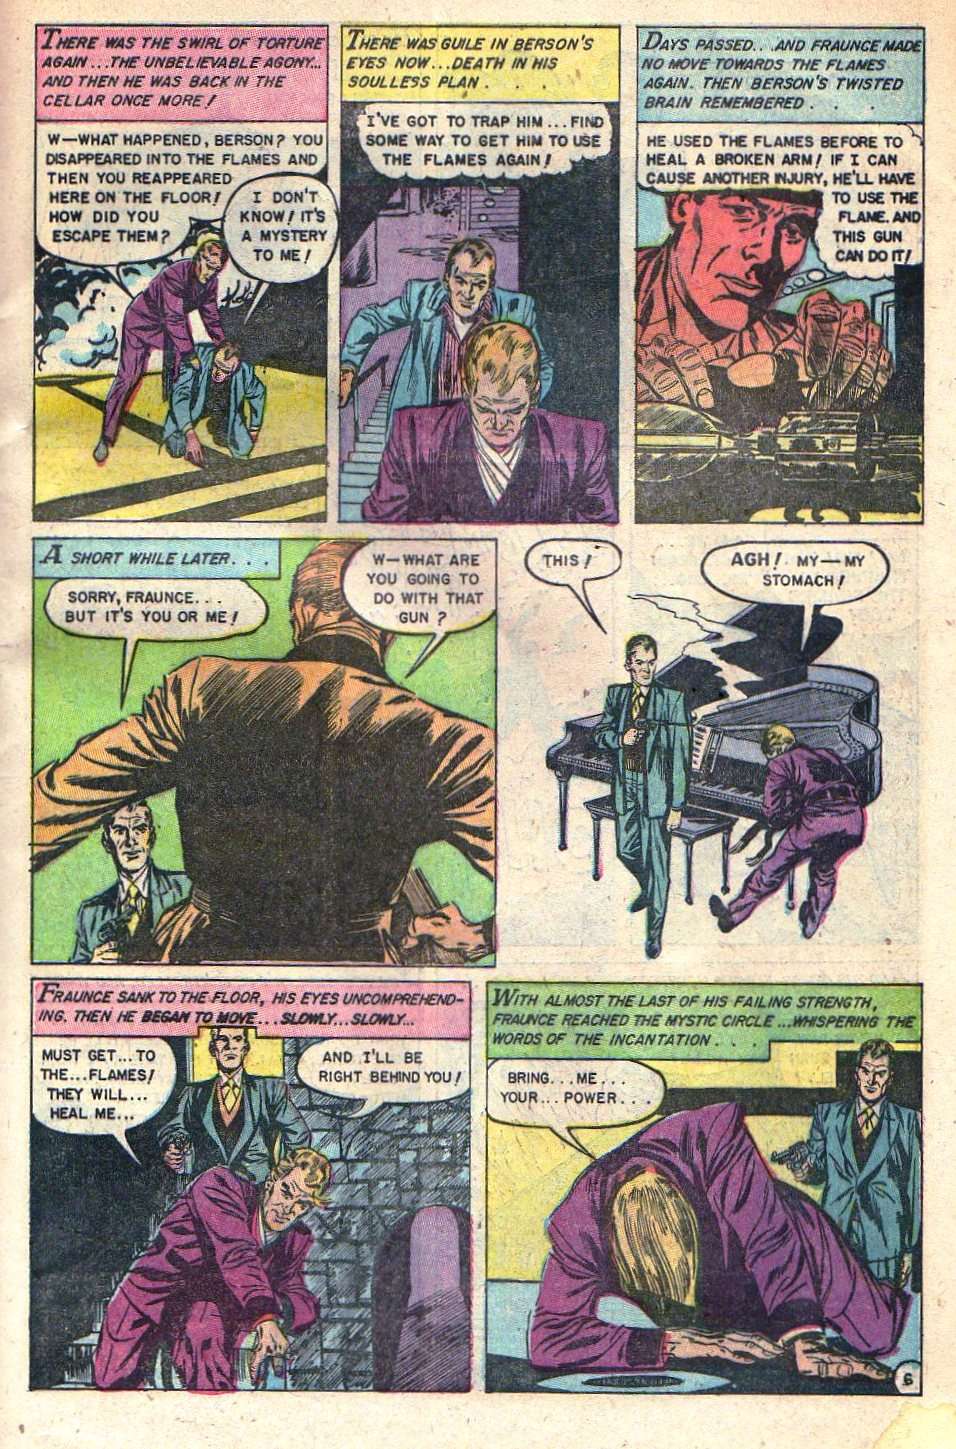 THERE WAS THE SWIRL OF TORTURE
AGAIN...THE UNBELIEVABLE AGONY...
AND THEN HE WAS BACK IN THE
CELLAR ONCE MORE!
W-WHAT HAPPENED, BERSON? YOU
DISAPPEARED INTO THE FLAMES AND
THEN YOU REAPPEARED
HERE ON THE FLOOR!
HOW DID YOU
ESCAPE THEM?
I DON'T
KNOW! IT'S
A MYSTERY
TO ME!
THERE WAS GUILE IN BERSON'S
EYES NOW...DEATH IN HIS
SOULLESS PLAN . . . .
I'VE GOT TO TRAP HIM...FIND
SOME WAY TO GET HIM TO USE
THE FLAMES AGAIN!
DAYS PASSED... AND FRAUNCE MADE
NO MOVE TOWARDS THE FLAMES
AGAIN. THEN BERSON'S TWISTED
BRAIN REMEMBERED . . . .
HE USED THE FLAMES BEFORE TO
HEAL A BROKEN ARM! IF I CAN
CAUSE ANOTHER INJURY, HE'LL HAVE
TO USE THE
FLAME. AND
THIS GUN
CAN DO IT!
A SHORT WHILE LATER . . .
SORRY, FRAUNCE...
BUT IT'S YOU OR ME!
W-WHAT ARE
YOU GOING TO
DO WITH THAT
GUN?
THIS!
AGH! MY-MY
STOMACH!
FRAUNCE SANK TO THE FLOOR, HIS EYES UNCOMPREHEND-
ING. THEN HE BEGAN TO MOVE...SLOWLY...SLOWLY...
MUST GET...TO
THE...FLAMES!
THEY WILL...
HEAL ME...
AND I'LL BE
RIGHT BEHIND YOU!
WITH ALMOST THE LAST OF HIS FAILING STRENGTH,
FRAUNCE REACHED THE MYSTIC CIRCLE...WHISPERING THE
WORDS OF THE INCANTATION . . .
BRING...ME...
YOUR...POWER...
6